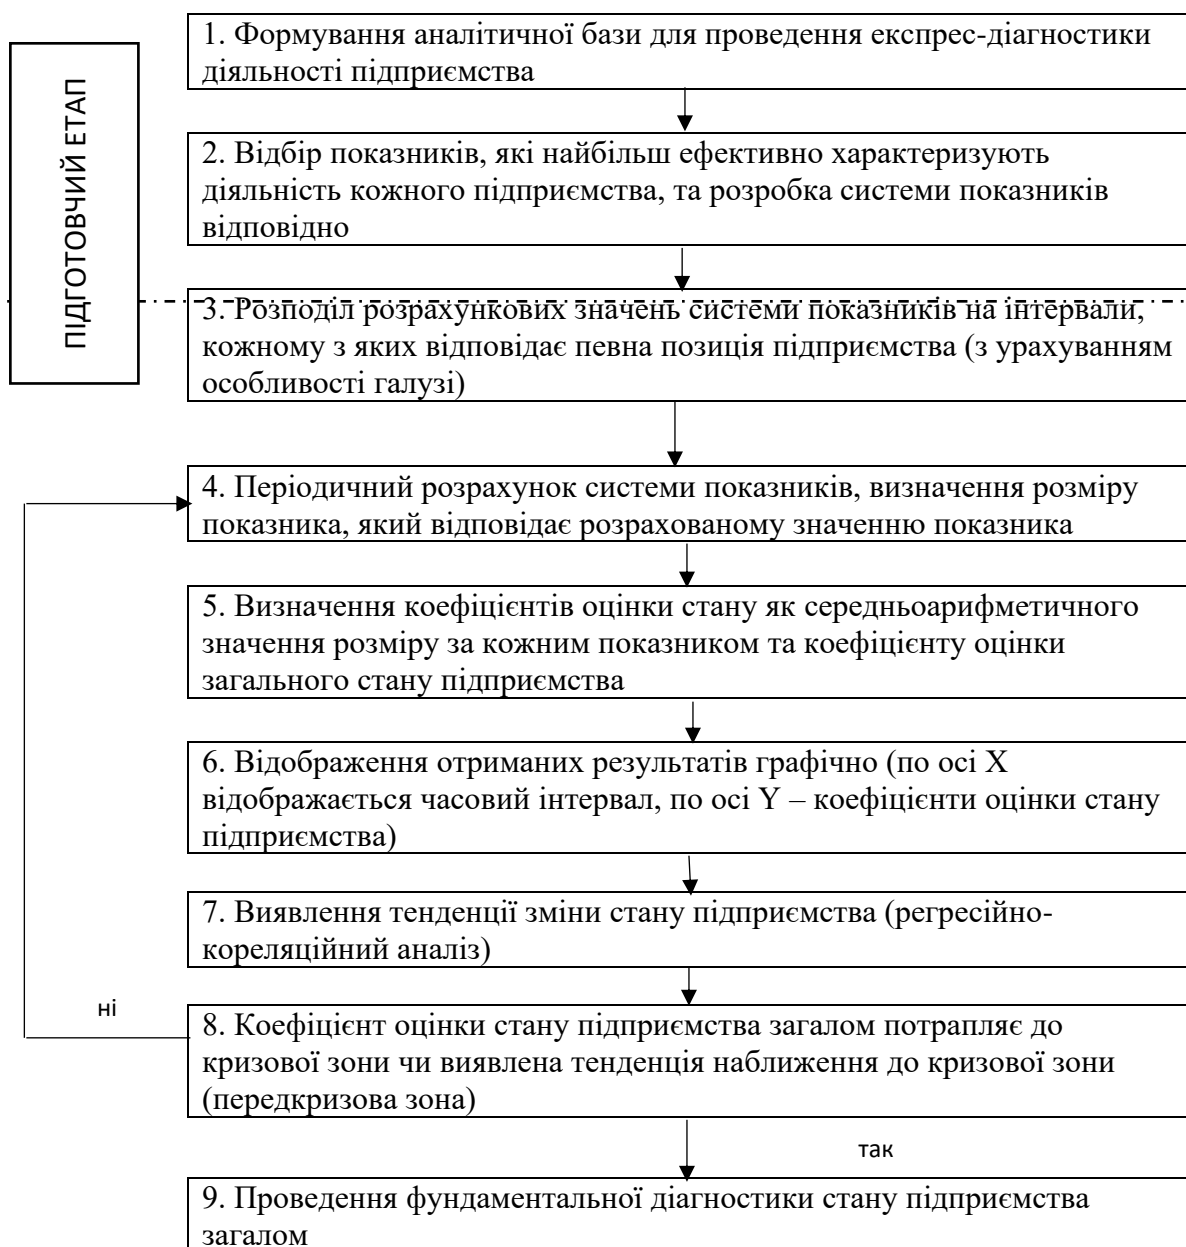 ПІДГОТОВЧИЙ ЕТАП
1. Формування аналітичної бази для проведення експрес-діагностики
діяльності підприємства
2. Відбір показників, які найбільш ефективно характеризують
діяльність кожного підприємства, та розробка системи показників
відповідно
3. Розподіл розрахункових значень системи показників на інтервали,
кожному з яких відповідає певна позиція підприємства (з урахуванням
особливості галузі)
4. Періодичний розрахунок системи показників, визначення розміру
показника, який відповідає розрахованому значенню показника
5. Визначення коефіцієнтів оцінки стану як середньоарифметичного
значення розміру за кожним показником та коефіцієнту оцінки
загального стану підприємства
6. Відображення отриманих результатів графічно (по осі X
відображається часовий інтервал, по осі Y – коефіцієнти оцінки стану
підприємства)
7. Виявлення тенденції зміни стану підприємства (регресійно-
кореляційний аналіз)
ні
8. Коефіцієнт оцінки стану підприємства загалом потрапляє до
кризової зони чи виявлена тенденція наближення до кризової зони
(передкризова зона)
так
9. Проведення фундаментальної діагностики стану підприємства
загалом